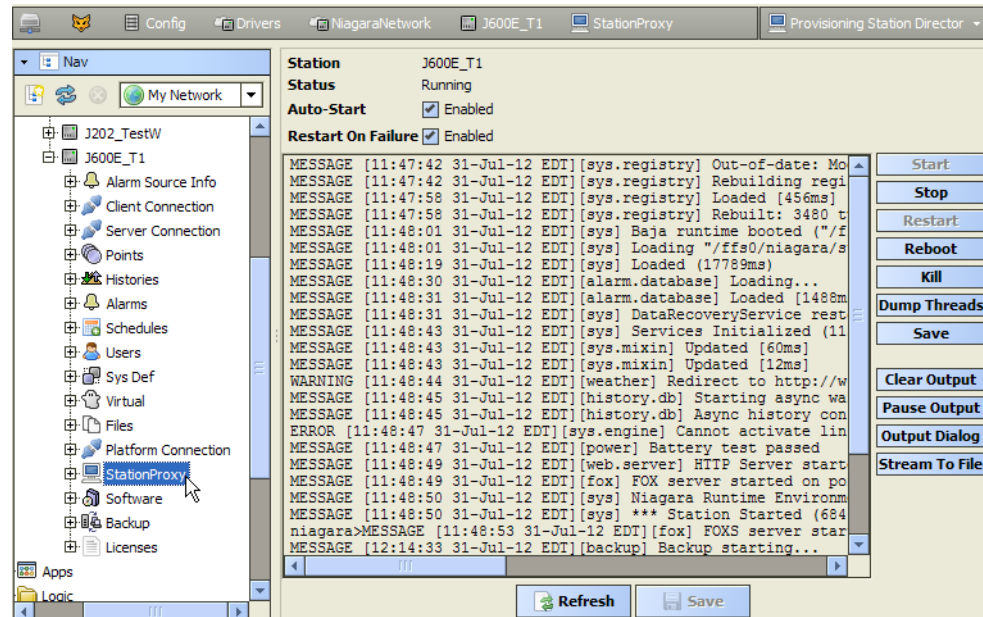 Config Drivers NiagaraNetwork J600E_T1 StationProxy Provisioning Station Director
Nav
My Network
J202_TestW
J600E_T1
Alarm Source Info
Client Connection
Server Connection
Points
Histories
Alarms
Schedules
Users
Sys Def
Virtual
Files
Platform Connection
StationProxy
Software
Backup
Licenses
Apps
Logic
Station J600E_T1
Status Running
Auto-Start Enabled
Restart On Failure Enabled
MESSAGE [11:47:42 31-Jul-12 EDT][sys.registry] Out-of-date: Mo
MESSAGE [11:47:42 31-Jul-12 EDT][sys.registry] Rebuilding regi
MESSAGE [11:47:58 31-Jul-12 EDT][sys.registry] Loaded [456ms]
MESSAGE [11:47:58 31-Jul-12 EDT][sys.registry] Rebuilt: 3480 t
MESSAGE [11:48:01 31-Jul-12 EDT][sys] Baja runtime booted ("/f
MESSAGE [11:48:01 31-Jul-12 EDT][sys] Loading "/ffs0/niagara/s
MESSAGE [11:48:19 31-Jul-12 EDT][sys] Loaded (17789ms)
MESSAGE [11:48:30 31-Jul-12 EDT][alarm.database] Loading...
MESSAGE [11:48:31 31-Jul-12 EDT][alarm.database] Loaded [1488m
MESSAGE [11:48:31 31-Jul-12 EDT][sys] DataRecoveryService rest
MESSAGE [11:48:43 31-Jul-12 EDT][sys] Services Initialized (11
MESSAGE [11:48:43 31-Jul-12 EDT][sys.mixin] Updated [60ms]
MESSAGE [11:48:43 31-Jul-12 EDT][sys.mixin] Updated [12ms]
WARNING [11:48:44 31-Jul-12 EDT][weather] Redirect to http://w
MESSAGE [11:48:45 31-Jul-12 EDT][history.db] Starting async wa
MESSAGE [11:48:45 31-Jul-12 EDT][history.db] Async history con
ERROR [11:48:47 31-Jul-12 EDT][sys.engine] Cannot activate lin
MESSAGE [11:48:47 31-Jul-12 EDT][power] Battery test passed
MESSAGE [11:48:49 31-Jul-12 EDT][web.server] HTTP Server start
MESSAGE [11:48:49 31-Jul-12 EDT][fox] FOX server started on po
MESSAGE [11:48:50 31-Jul-12 EDT][sys] Niagara Runtime Environm
MESSAGE [11:48:50 31-Jul-12 EDT][sys] *** Station Started (684
niagara>MESSAGE [11:48:53 31-Jul-12 EDT][fox] FOXS server star
MESSAGE [12:14:33 31-Jul-12 EDT][backup] Backup starting...
Start
Stop
Restart
Reboot
Kill
Dump Threads
Save
Clear Output
Pause Output
Output Dialog
Stream To File
Refresh Save